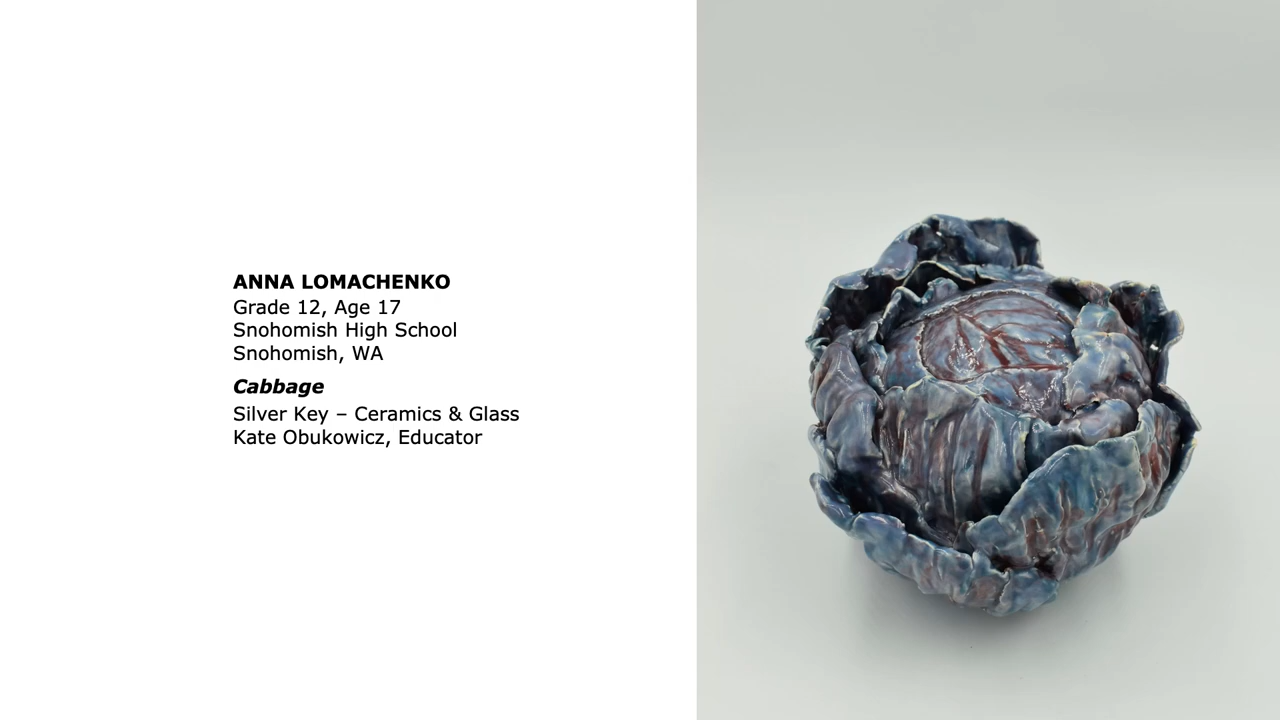 ANNA LOMACHENKO
Grade 12, Age 17
Snohomish High School
Snohomish, WA
Cabbage
Silver Key – Ceramics & Glass
Kate Obukowicz, Educator